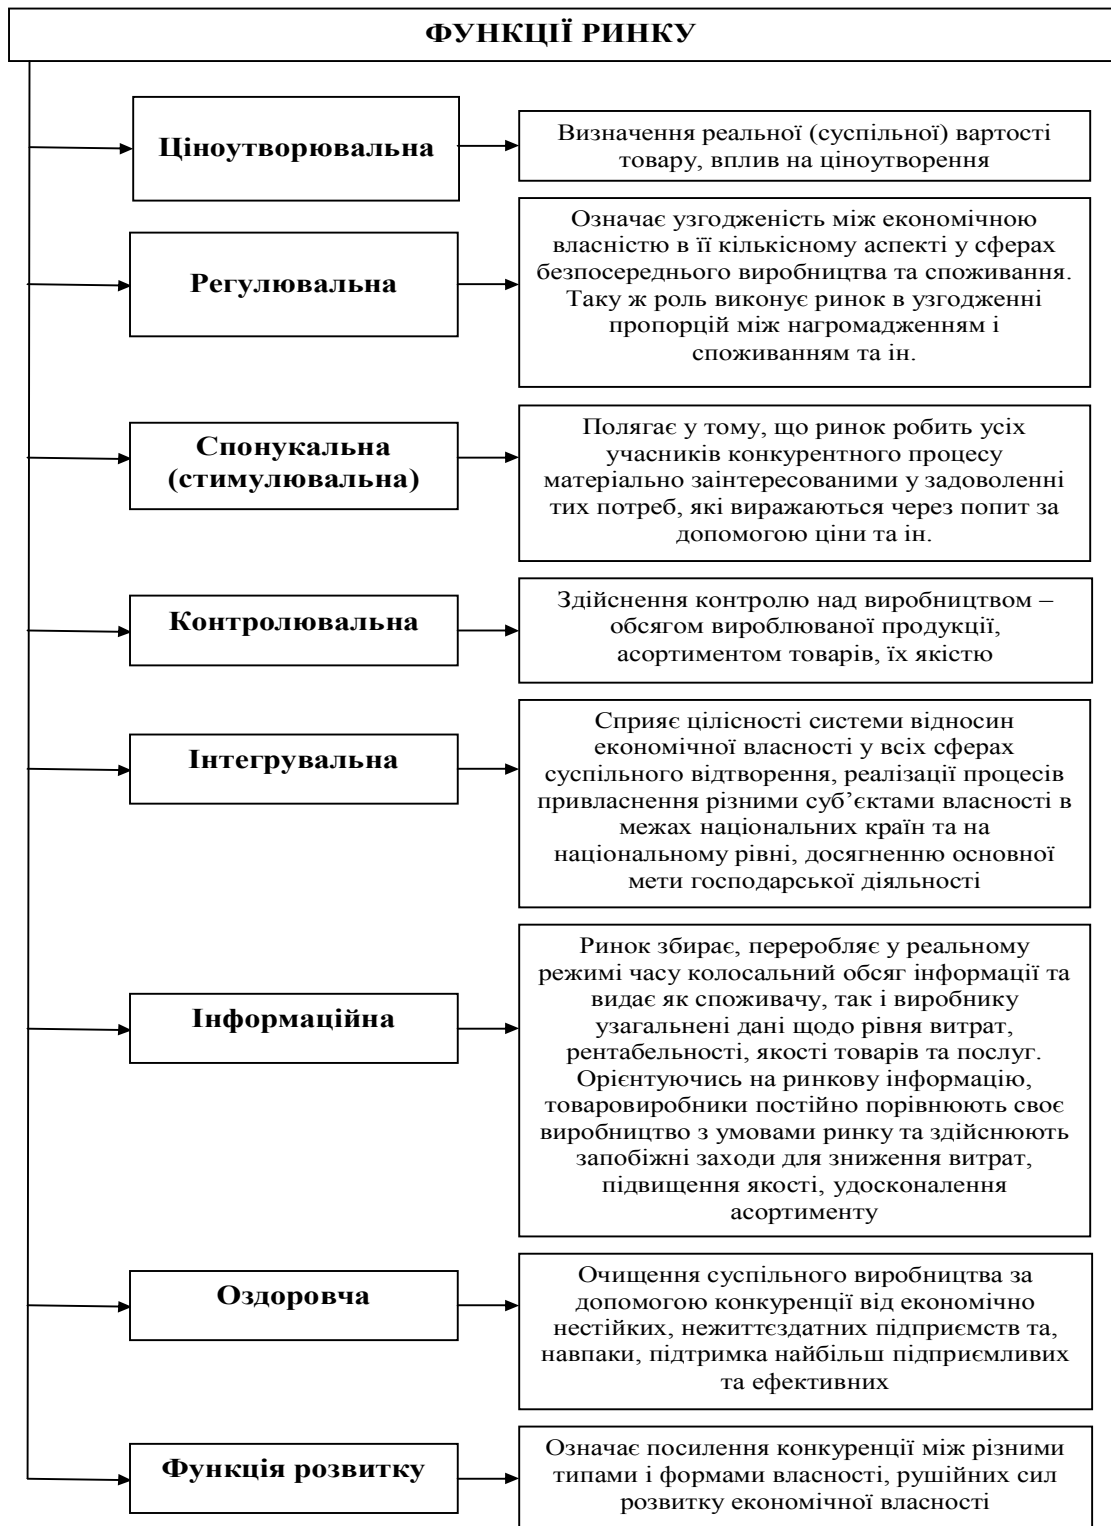 ФУНКЦІЇ РИНКУ
Ціноутворювальна
Визначення реальної (суспільної) вартості
товару, вплив на ціноутворення
Регулювальна
Означає узгодженість між економічною
власністю в її кількісному аспекті у сферах
безпосереднього виробництва та споживання.
Таку ж роль виконує ринок в узгодженні
пропорцій між нагромадженням і
споживанням та ін.
Спонукальна
(стимулювальна)
Полягає у тому, що ринок робить усіх
учасників конкурентного процесу
матеріально заінтересованими у задоволенні
тих потреб, які виражаються через попит за
допомогою ціни та ін.
Контролювальна
Здійснення контролю над виробництвом –
обсягом вироблюваної продукції,
асортиментом товарів, їх якістю
Інтегрувальна
Сприяє цілісності системи відносин
економічної власності у всіх сферах
суспільного відтворення, реалізації процесів
привласнення різними суб’єктами власності в
межах національних країн та на
національному рівні, досягненню основної
мети господарської діяльності
Інформаційна
Ринок збирає, переробляє у реальному
режимі часу колосальний обсяг інформації та
видає як споживачу, так і виробнику
узагальнені дані щодо рівня витрат,
рентабельності, якості товарів та послуг.
Орієнтуючись на ринкову інформацію,
товаровиробники постійно порівнюють своє
виробництво з умовами ринку та здійснюють
запобіжні заходи для зниження витрат,
підвищення якості, удосконалення
асортименту
Оздоровча
Очищення суспільного виробництва за
допомогою конкуренції від економічно
нестійких, нежиттєздатних підприємств та,
навпаки, підтримка найбільш підприємливих
та ефективних
Функція розвитку
Означає посилення конкуренції між різними
типами і формами власності, рушійних сил
розвитку економічної власності